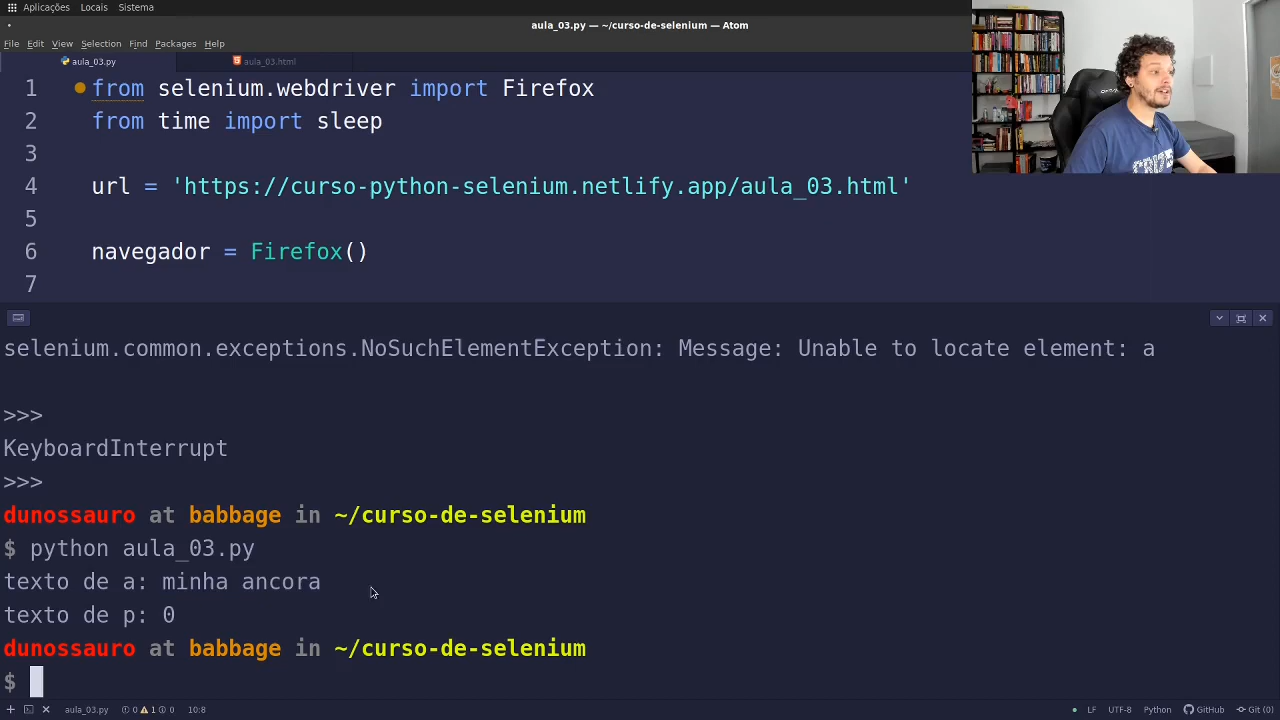 Aplicações Locais Sistema
aula_03.py — ~/curso-de-selenium — Atom
File Edit View Selection Find Packages Help
aula_03.py aula_03.html
1 from selenium.webdriver import Firefox
2 from time import sleep
3
4 url = 'https://curso-python-selenium.netlify.app/aula_03.html'
5
6 navegador = Firefox()
7
selenium.common.exceptions.NoSuchElementException: Message: Unable to locate element: a
>>>
KeyboardInterrupt
>>>
dunossauro at babbage in ~/curso-de-selenium
$ python aula_03.py
texto de a: minha ancora
texto de p: 0
dunossauro at babbage in ~/curso-de-selenium
$
aula_03.py 0 1 0 10:8 LF UTF-8 Python GitHub Git (0)